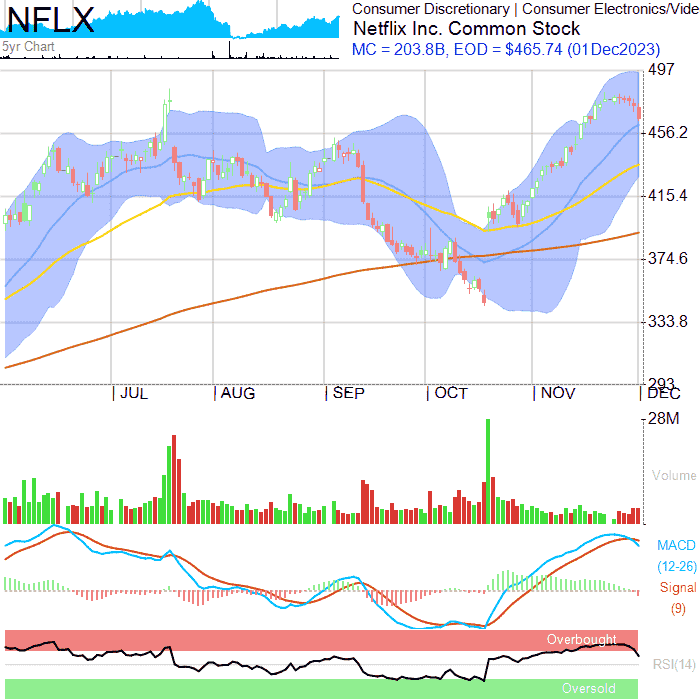 NFLX
5yr Chart
Consumer Discretionary | Consumer Electronics/Vide
Netflix Inc. Common Stock
MC = 203.8B, EOD = $465.74 (01Dec2023)
497
456.2
415.4
374.6
333.8
293
JUL
AUG
SEP
OCT
NOV
DEC
28M
Volume
MACD
(12-26)
Signal
(9)
Overbought
RSI(14)
Oversold